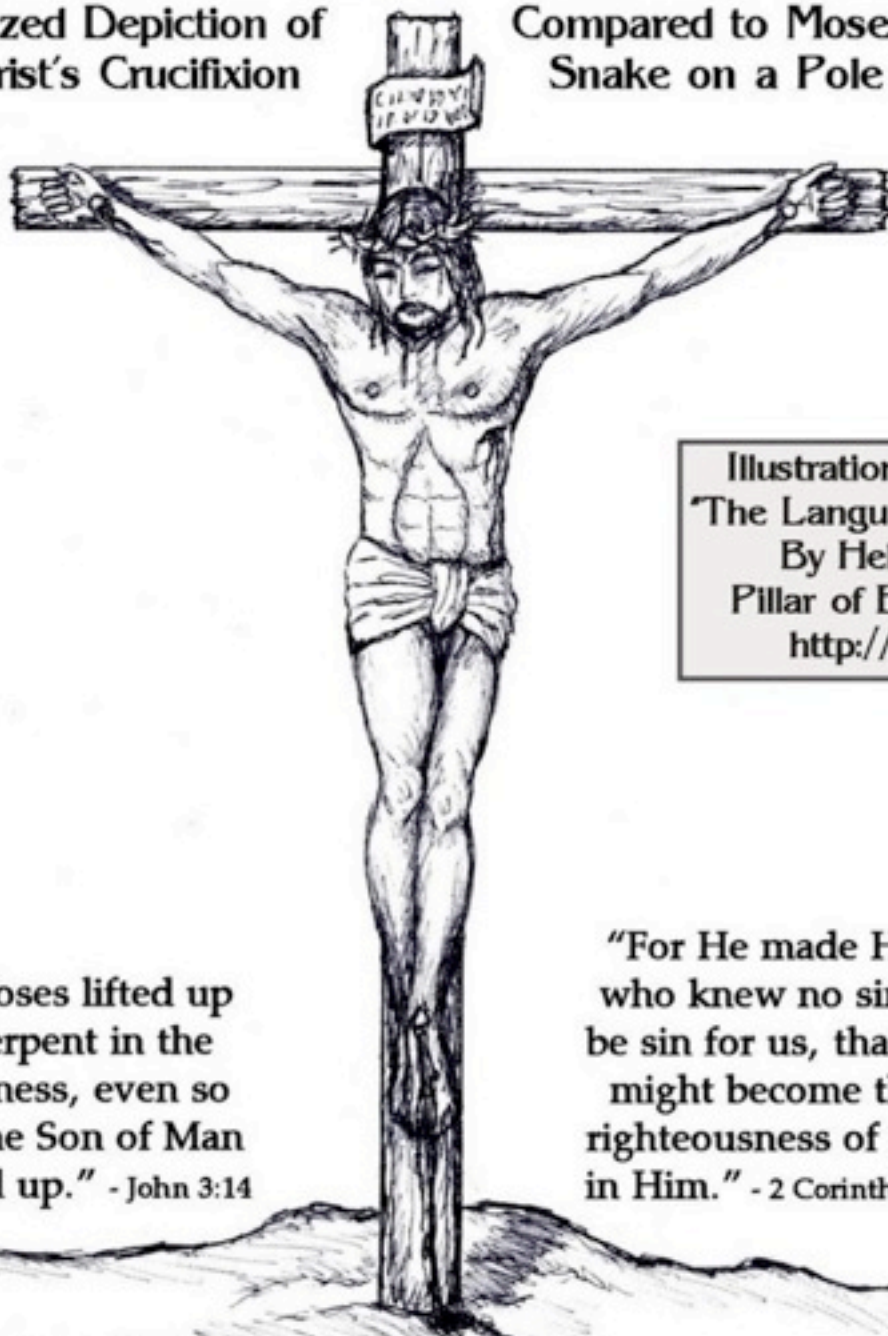 zed Depiction of
rist's Crucifixion
Compared to Mose
Snake on a Pole
Illustration
"The Langu
By He
Pillar of
http://
oses lifted up
erpent in the
ness, even so
e Son of Man
up." - John 3:14
"For He made H
who knew no sin
be sin for us, tha
might become th
righteousness of
in Him." - 2 Corinth